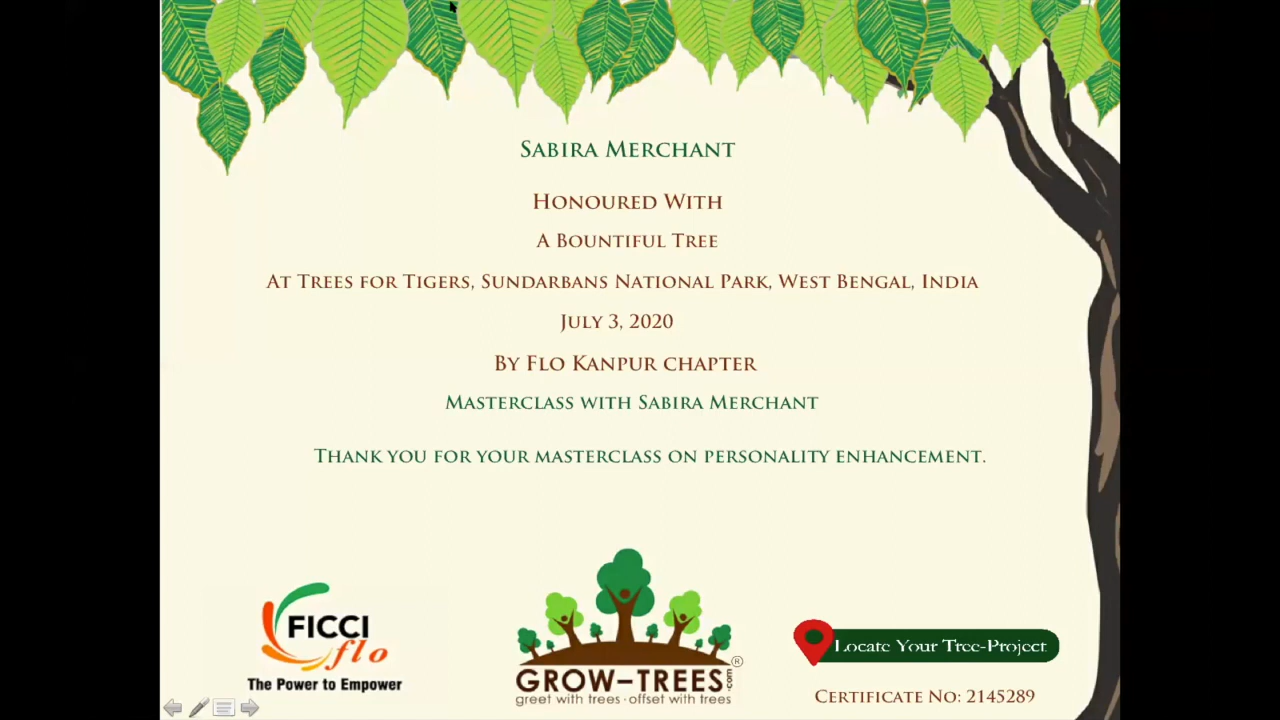 Sabira Merchant
Honoured With
A Bountiful Tree
At Trees for Tigers, Sundarbans National Park, West Bengal, India
July 3, 2020
By Flo Kanpur chapter
Masterclass with Sabira Merchant
Thank you for your masterclass on personality enhancement.
FICCI
flo
The Power to Empower
GROW-TREES.com®
greet with trees · offset with trees
Locate Your Tree-Project
Certificate No: 2145289